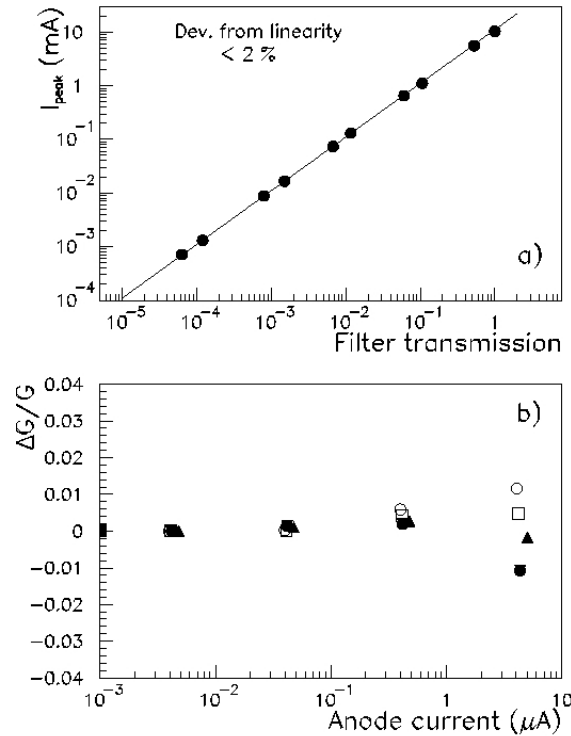 I_peak (mA)
Dev. from linearity
< 2 %
10
1
10^-1
10^-2
10^-3
10^-4
a)
10^-5 10^-4 10^-3 10^-2 10^-1 1
Filter transmission
ΔG/G
b)
0.04
0.03
0.02
0.01
0
−0.01
−0.02
−0.03
−0.04
10^-3 10^-2 10^-1 1
Anode current (μA)